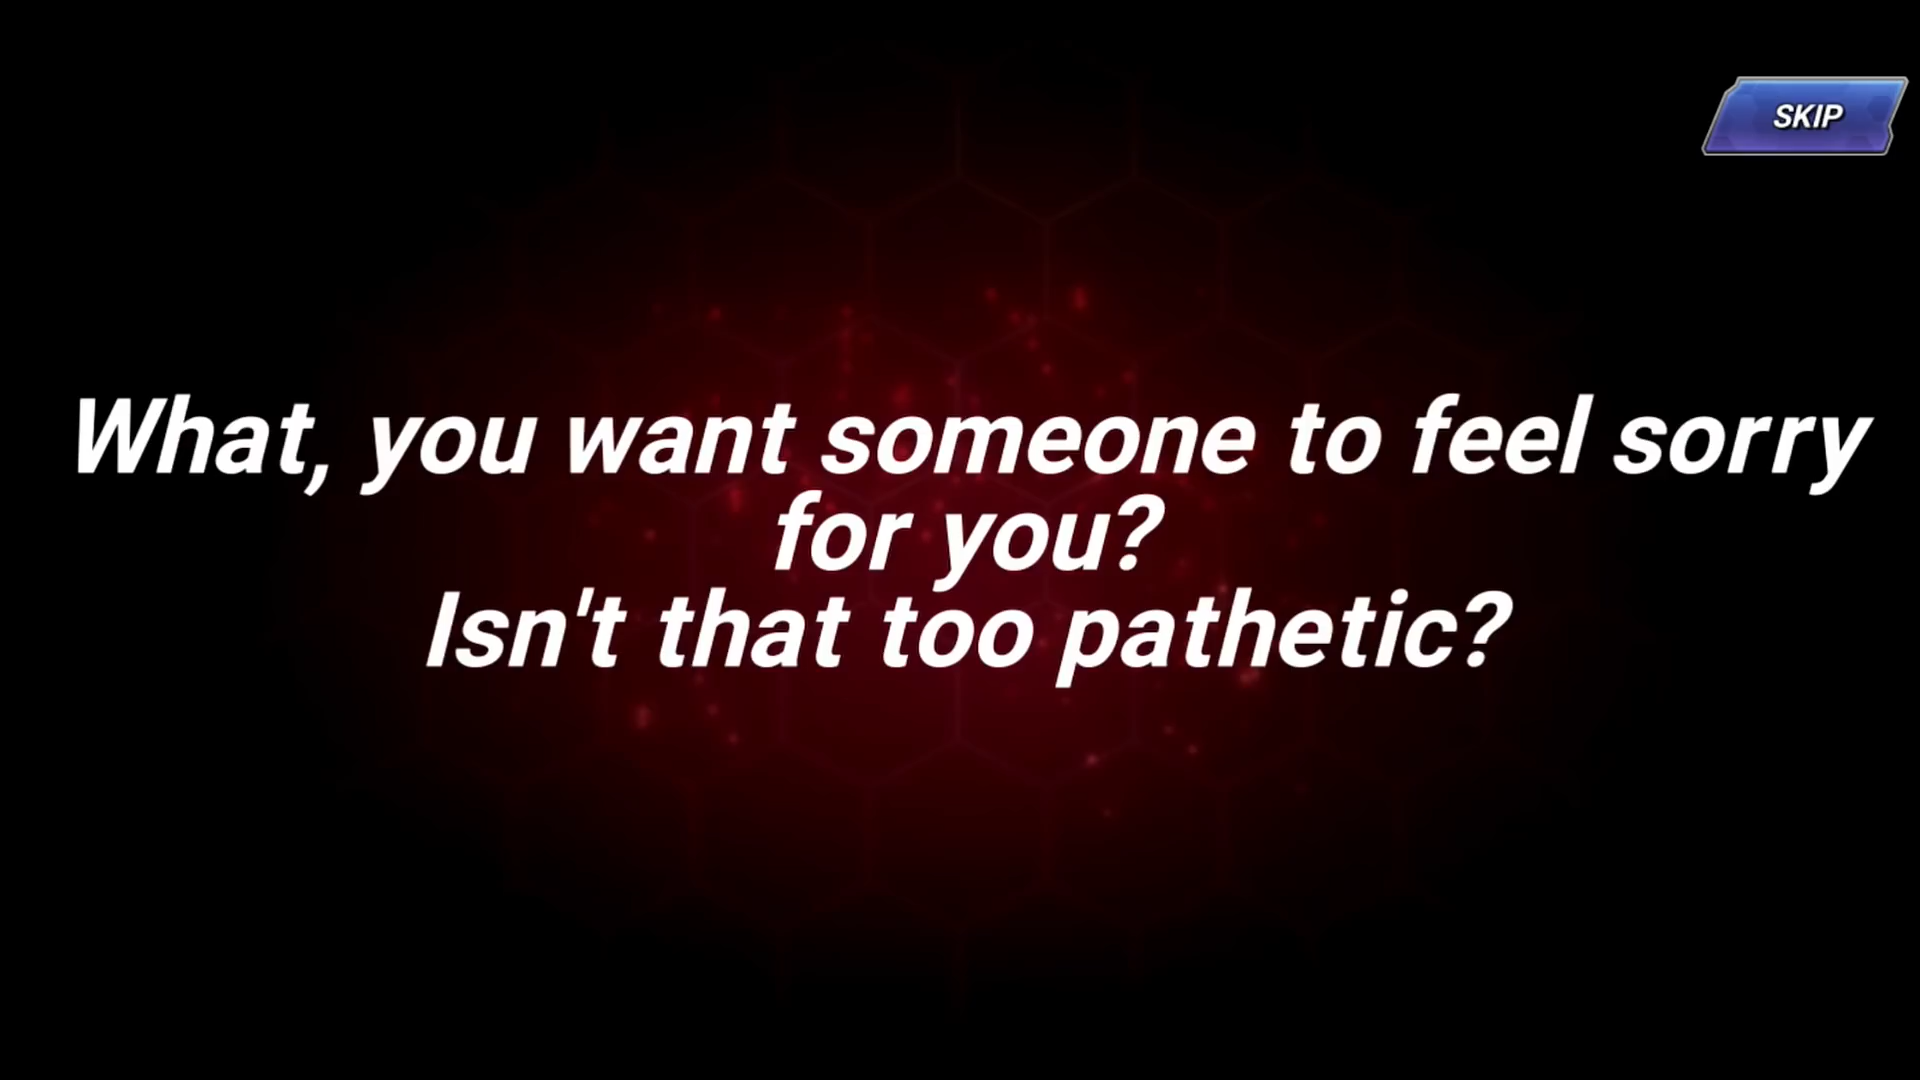 SKIP
What, you want someone to feel sorry
for you?
Isn't that too pathetic?